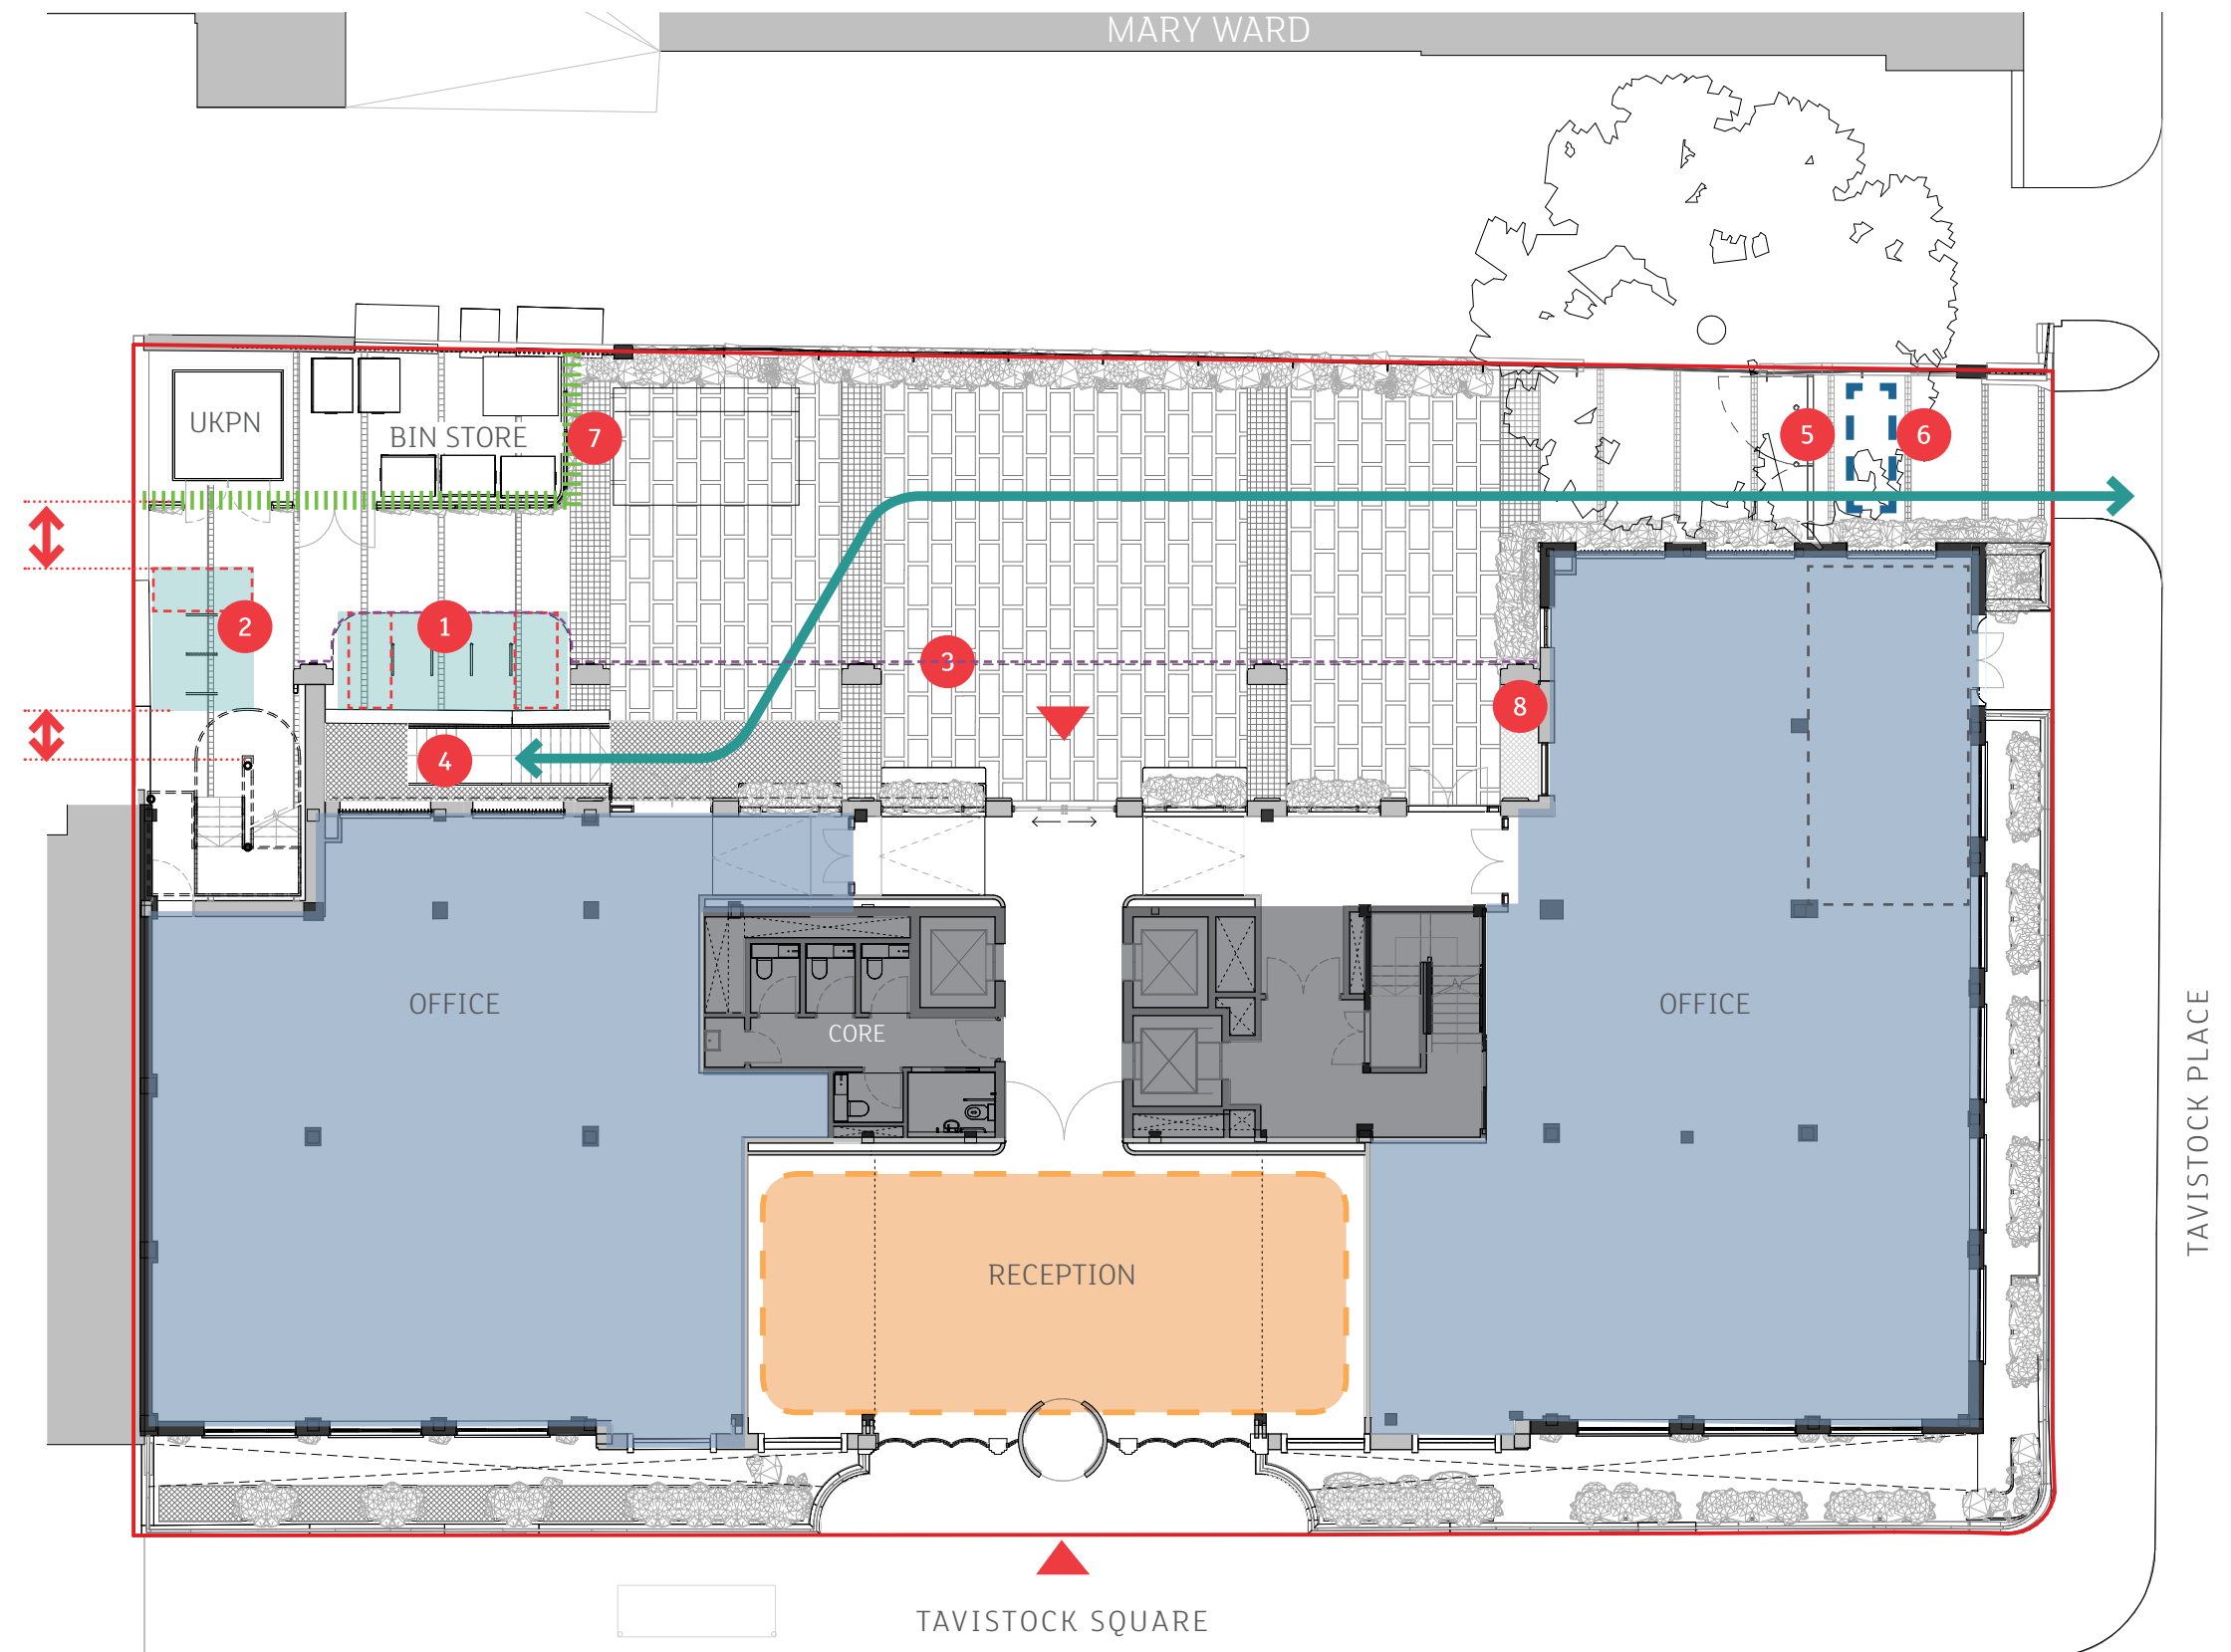 MARY WARD
UKPN
BIN STORE
7
5
6
2
1
3
8
4
OFFICE
CORE
OFFICE
RECEPTION
TAVISTOCK PLACE
TAVISTOCK SQUARE